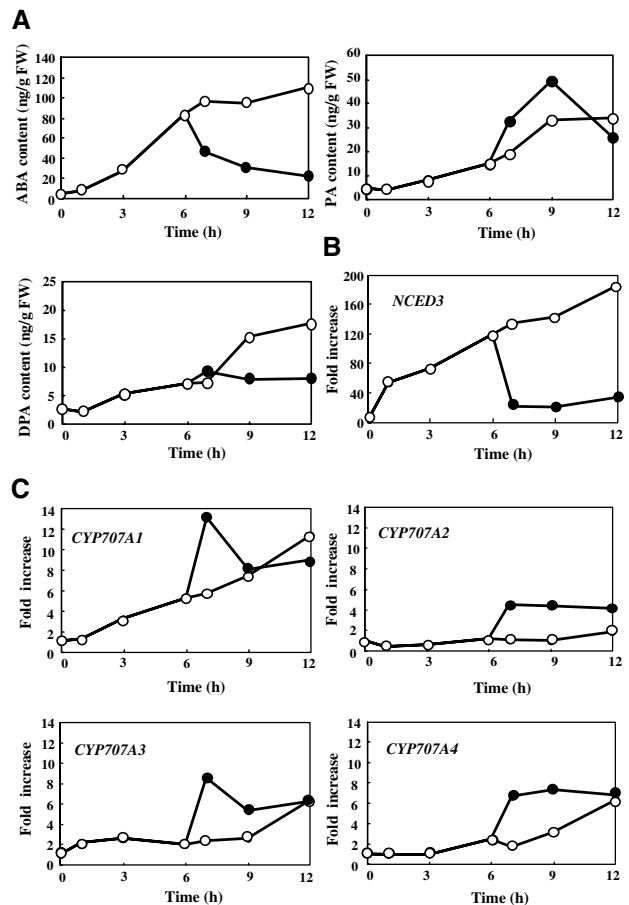 A
ABA content (ng/g FW)
140
120
100
80
60
40
20
0
0 3 6 9 12
Time (h)
PA content (ng/g FW)
60
50
40
30
20
10
0
0 3 6 9 12
Time (h)
DPA content (ng/g FW)
25
20
15
10
5
0
0 3 6 9 12
Time (h)
B
NCED3
Fold increase
200
160
120
80
40
0
0 3 6 9 12
Time (h)
C
CYP707A1
Fold increase
14
12
10
8
6
4
2
0
0 3 6 9 12
Time (h)
CYP707A2
Fold increase
14
12
10
8
6
4
2
0
0 3 6 9 12
Time (h)
CYP707A3
Fold increase
14
12
10
8
6
4
2
0
0 3 6 9 12
Time (h)
CYP707A4
Fold increase
14
12
10
8
6
4
2
0
0 3 6 9 12
Time (h)